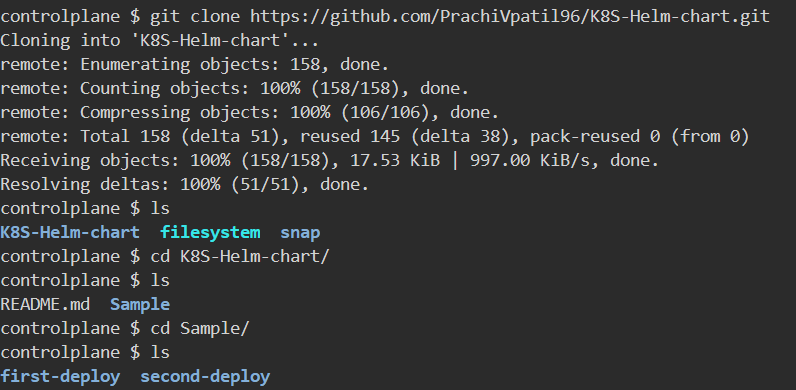 controlplane $ git clone https://github.com/PrachiVpatil96/K8S-Helm-chart.git
Cloning into 'K8S-Helm-chart'...
remote: Enumerating objects: 158, done.
remote: Counting objects: 100% (158/158), done.
remote: Compressing objects: 100% (106/106), done.
remote: Total 158 (delta 51), reused 145 (delta 38), pack-reused 0 (from 0)
Receiving objects: 100% (158/158), 17.53 KiB | 997.00 KiB/s, done.
Resolving deltas: 100% (51/51), done.
controlplane $ ls
K8S-Helm-chart  filesystem  snap
controlplane $ cd K8S-Helm-chart/
controlplane $ ls
README.md  Sample
controlplane $ cd Sample/
controlplane $ ls
first-deploy  second-deploy